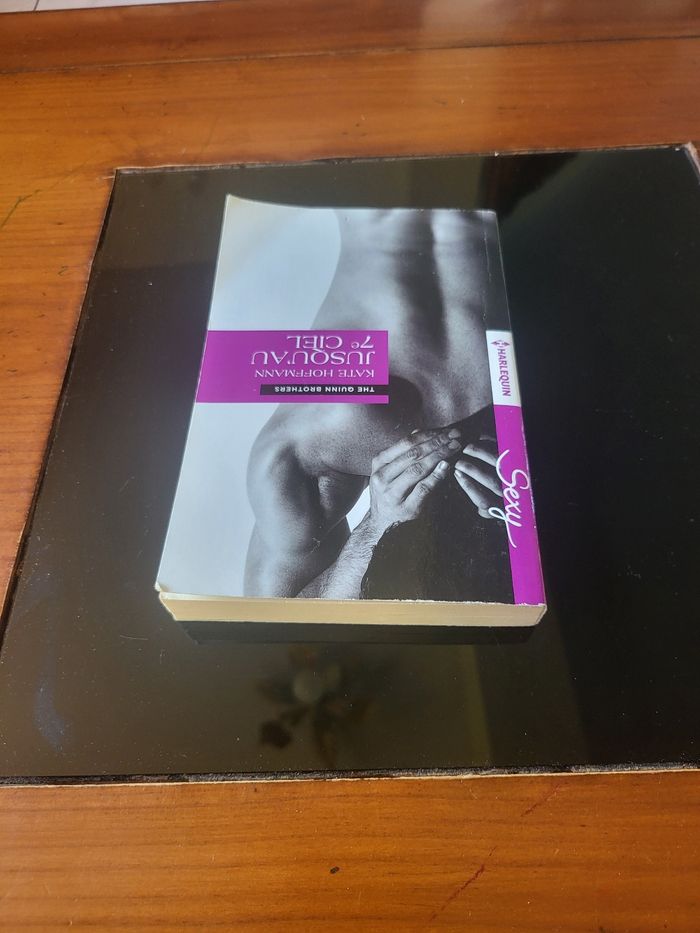 HARLEQUIN
Sexy
THE QUINN BROTHERS
KATE HOFFMANN
JUSQU'AU
7e CIEL